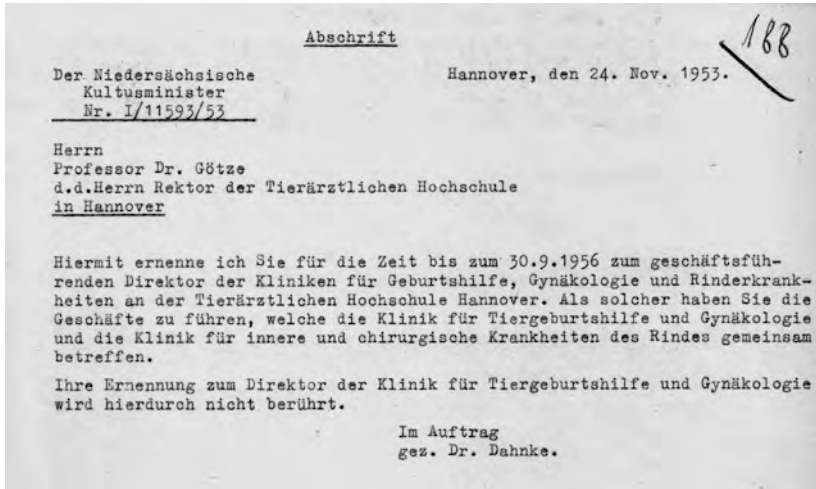 Abschrift
188
Der Niedersächsische
Hannover, den 24. Nov. 1953.
Kultusminister
Nr. I/11593/53
Herrn
Professor Dr. Götze
d.d.Herrn Rektor der Tierärztlichen Hochschule
in Hannover
Hiermit ernenne ich Sie für die Zeit bis zum 30.9.1956 zum geschäftsfüh-
renden Direktor der Kliniken für Geburtshilfe, Gynäkologie und Rinderkrank-
heiten an der Tierärztlichen Hochschule Hannover. Als solcher haben Sie die
Geschäfte zu führen, welche die Klinik für Tiergeburtshilfe und Gynäkologie
und die Klinik für innere und chirurgische Krankheiten des Rindes gemeinsam
betreffen.
Ihre Ernennung zum Direktor der Klinik für Tiergeburtshilfe und Gynäkologie
wird hierdurch nicht berührt.
Im Auftrag
gez. Dr. Dahnke.